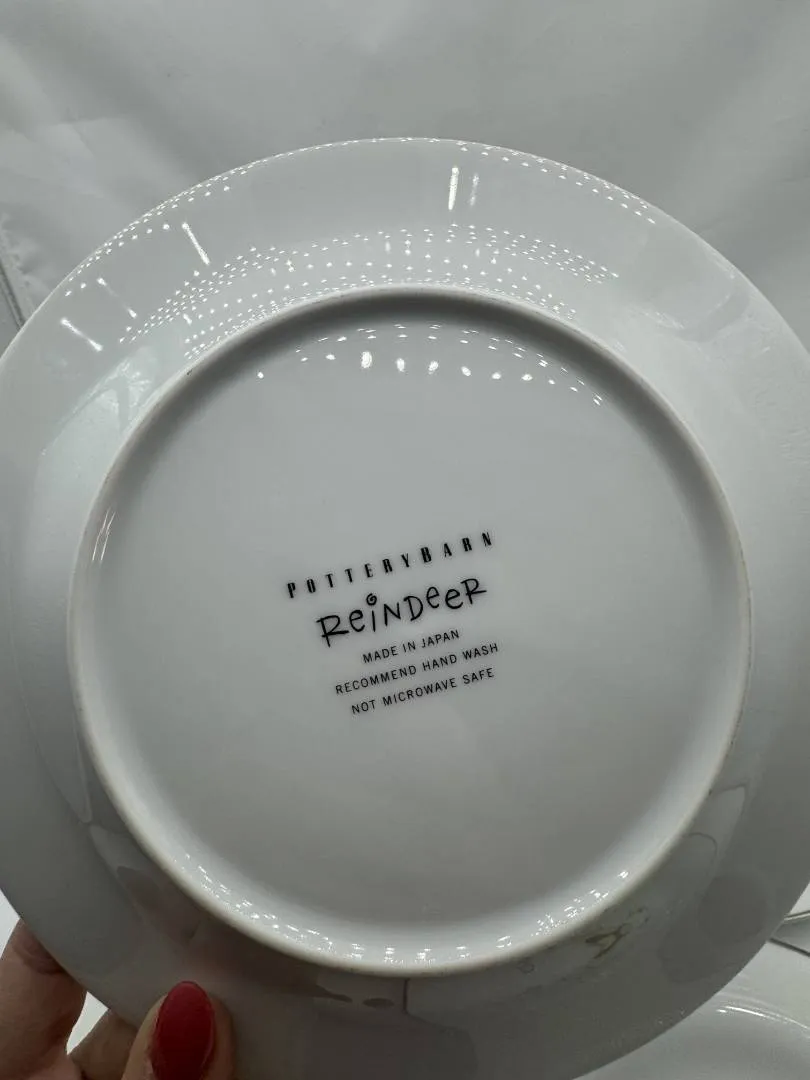 POTTERYBARN
ReiNDeeR
MADE IN JAPAN
RECOMMEND HAND WASH
NOT MICROWAVE SAFE